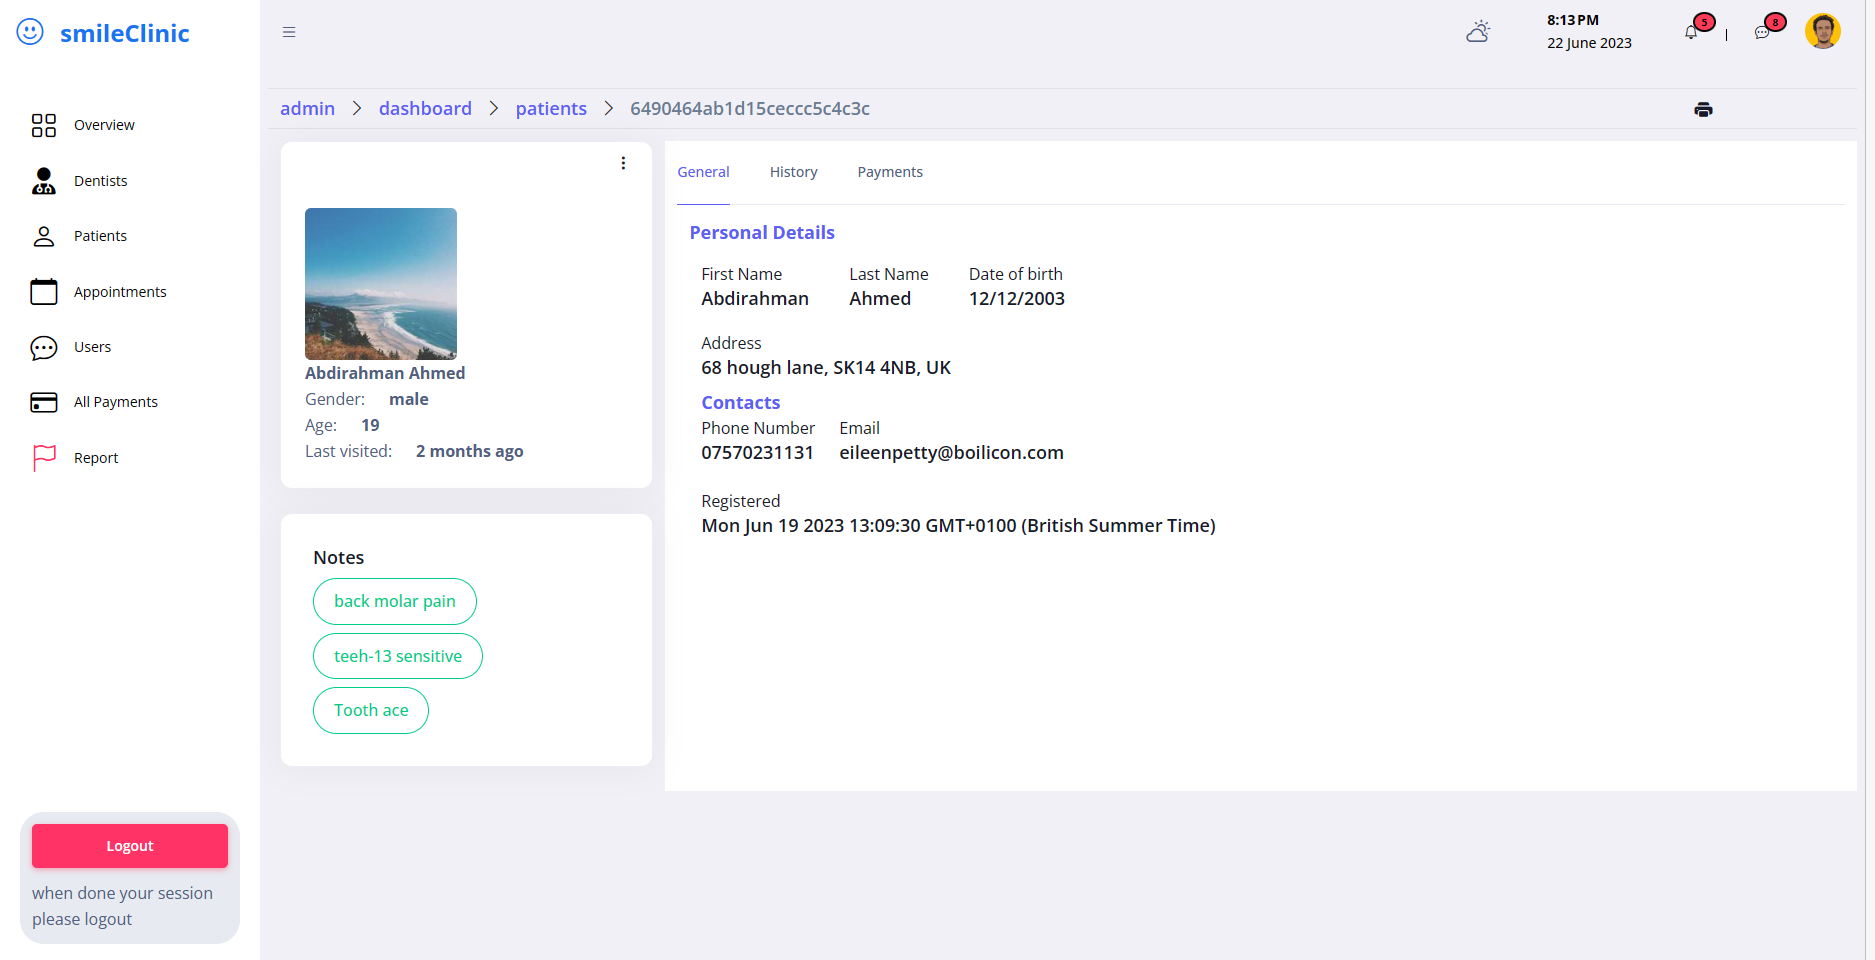 smileClinic
8:13 PM
22 June 2023
5
8
Overview
Dentists
Patients
Appointments
Users
All Payments
Report
Logout
when done your session
please logout
admin > dashboard > patients > 6490464ab1d15ceccc5c4c3c
Abdirahman Ahmed
Gender: male
Age: 19
Last visited: 2 months ago
Notes
back molar pain
teeh-13 sensitive
Tooth ace
General History Payments
Personal Details
First Name Last Name Date of birth
Abdirahman Ahmed 12/12/2003
Address
68 hough lane, SK14 4NB, UK
Contacts
Phone Number Email
07570231131 eileenpetty@boilicon.com
Registered
Mon Jun 19 2023 13:09:30 GMT+0100 (British Summer Time)